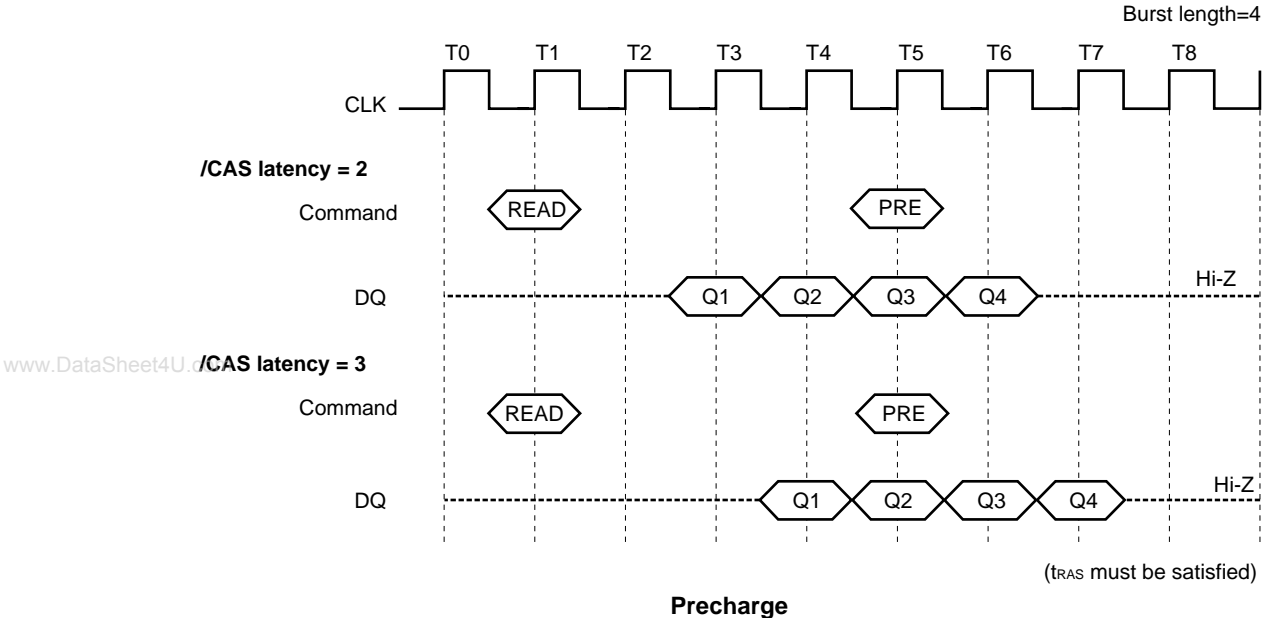 Burst length=4
T0 T1 T2 T3 T4 T5 T6 T7 T8
CLK
/CAS latency = 2
Command READ PRE
Hi-Z
DQ Q1 Q2 Q3 Q4
www.DataSheet4U.com
/CAS latency = 3
Command READ PRE
Hi-Z
DQ Q1 Q2 Q3 Q4
(tRAS must be satisfied)
Precharge